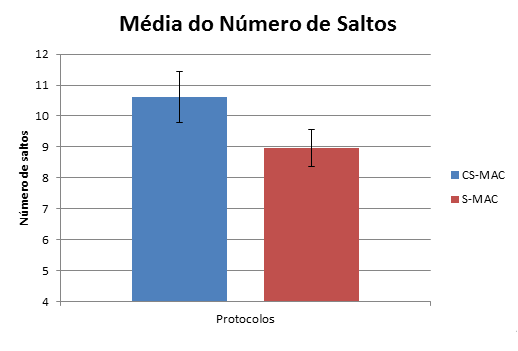 Média do Número de Saltos
12
11
10
9
8
7
6
5
4
Número de saltos
Protocolos
CS-MAC
S-MAC